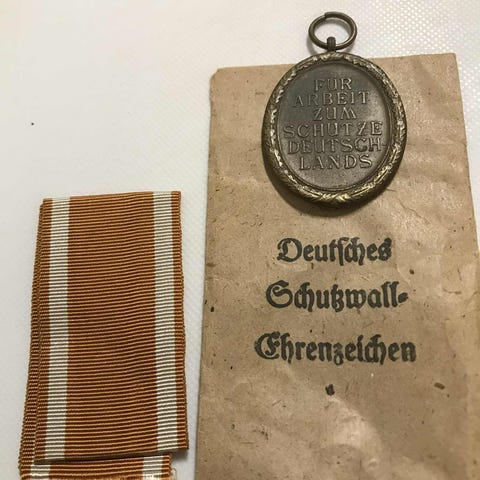 FÜR
ARBEIT
ZUM
SCHUTZE
DEUTSCH-
LANDS
Deutſches
Schutzwall-
Ehrenzeichen